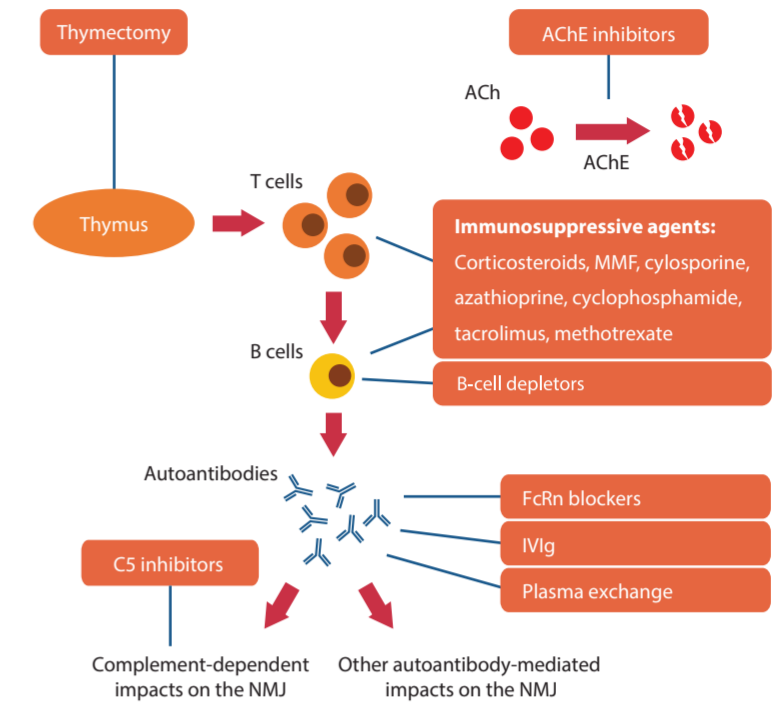 Thymectomy
AChE inhibitors
ACh
AChE
T cells
Thymus
Immunosuppressive agents:
Corticosteroids, MMF, cylosporine,
azathioprine, cyclophosphamide,
tacrolimus, methotrexate
B cells
B-cell depletors
Autoantibodies
FcRn blockers
IVIg
C5 inhibitors
Plasma exchange
Complement-dependent
impacts on the NMJ
Other autoantibody-mediated
impacts on the NMJ